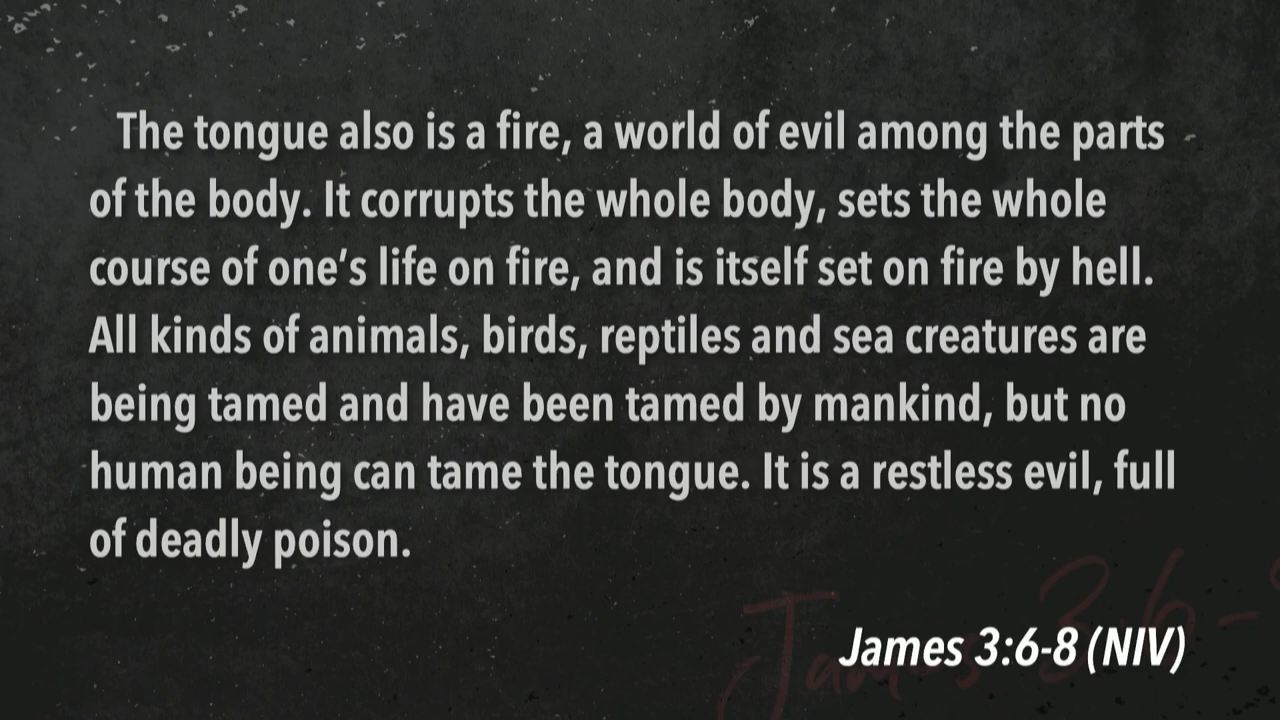 The tongue also is a fire, a world of evil among the parts
of the body. It corrupts the whole body, sets the whole
course of one’s life on fire, and is itself set on fire by hell.
All kinds of animals, birds, reptiles and sea creatures are
being tamed and have been tamed by mankind, but no
human being can tame the tongue. It is a restless evil, full
of deadly poison.
James 3:6-8 (NIV)
James 3:6-